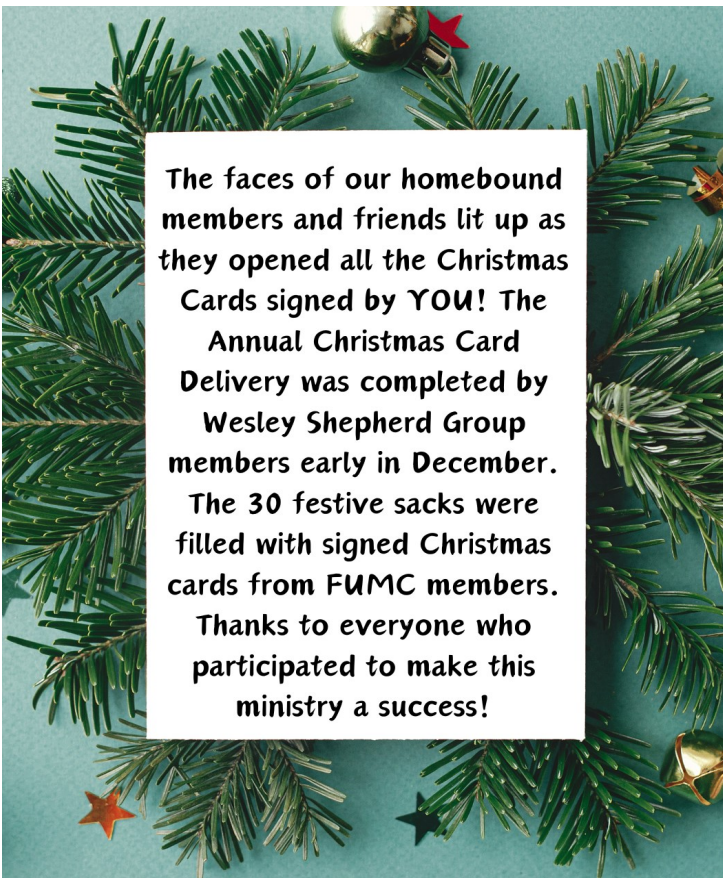 The faces of our homebound
members and friends lit up as
they opened all the Christmas
Cards signed by YOU! The
Annual Christmas Card
Delivery was completed by
Wesley Shepherd Group
members early in December.
The 30 festive sacks were
filled with signed Christmas
cards from FUMC members.
Thanks to everyone who
participated to make this
ministry a success!